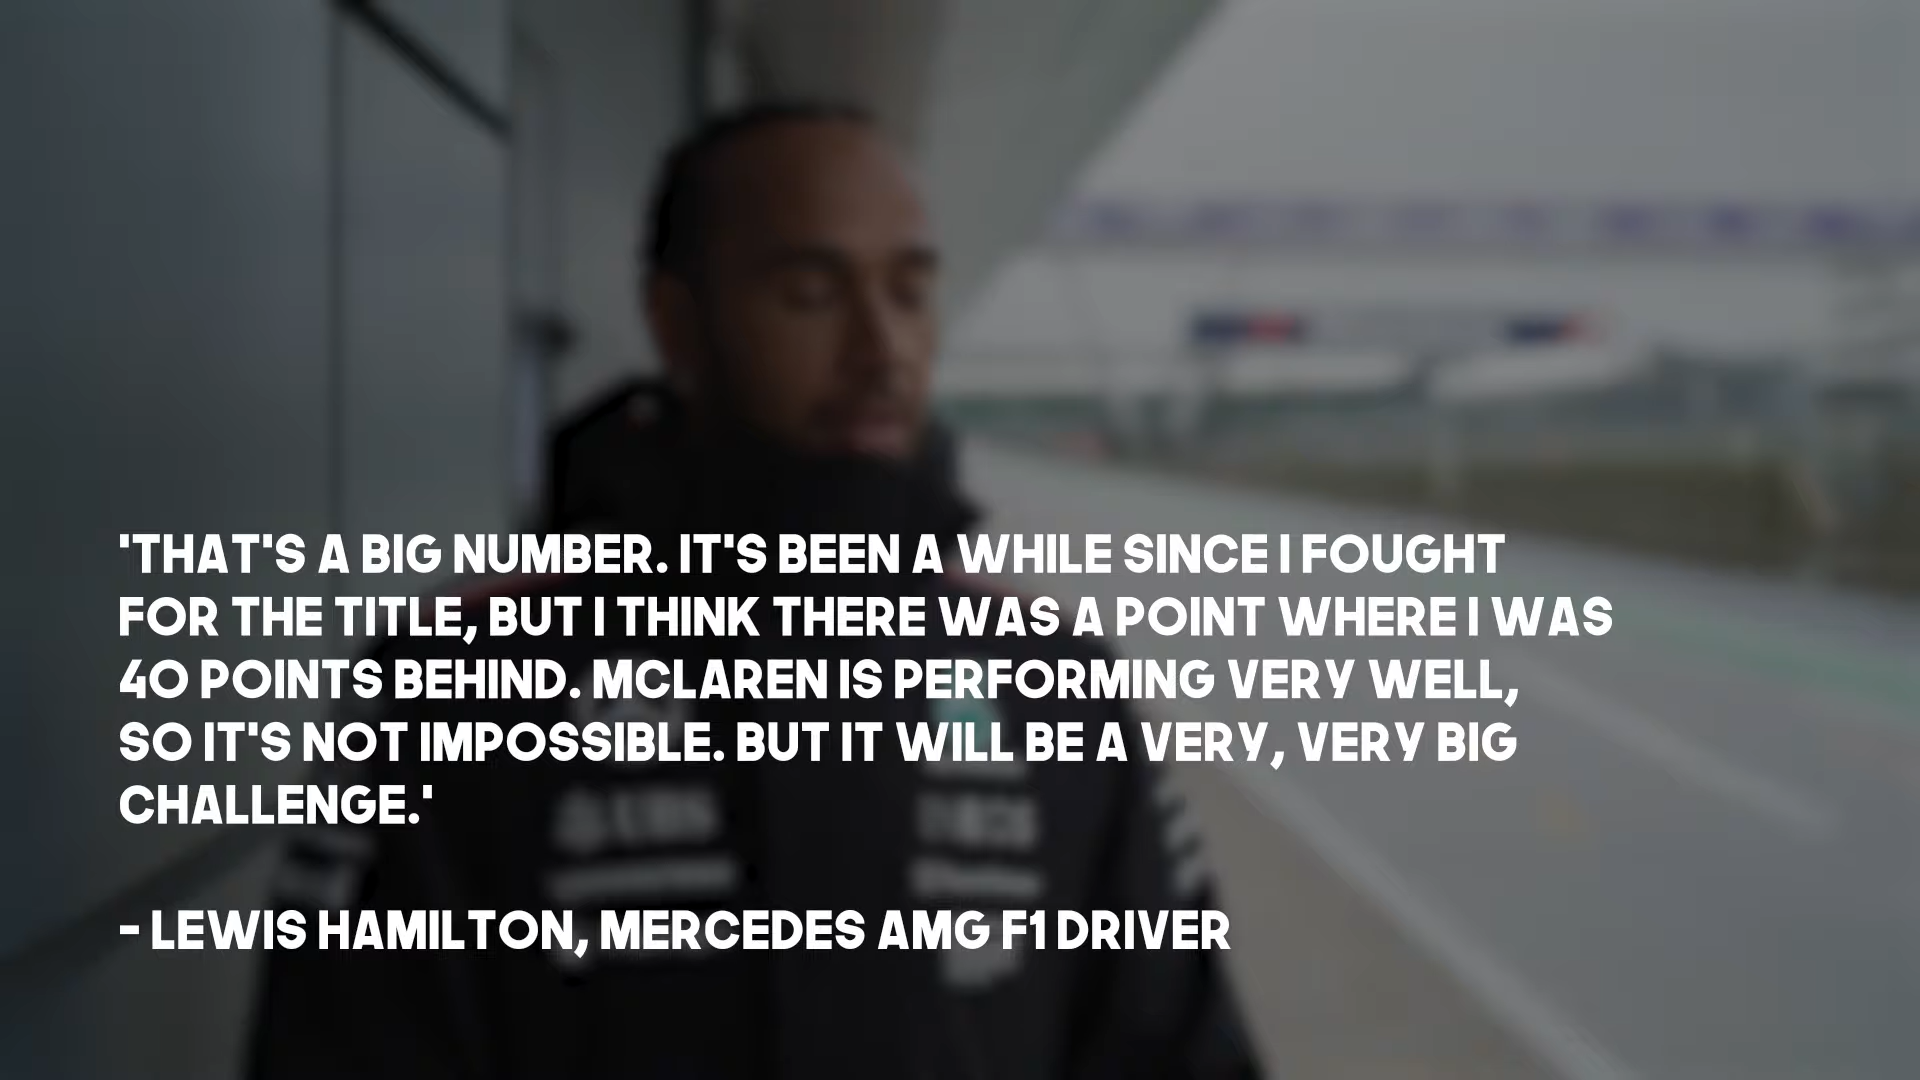 'THAT'S A BIG NUMBER. IT'S BEEN A WHILE SINCE I FOUGHT
FOR THE TITLE, BUT I THINK THERE WAS A POINT WHERE I WAS
40 POINTS BEHIND. MCLAREN IS PERFORMING VERY WELL,
SO IT'S NOT IMPOSSIBLE. BUT IT WILL BE A VERY, VERY BIG
CHALLENGE.'
- LEWIS HAMILTON, MERCEDES AMG F1 DRIVER